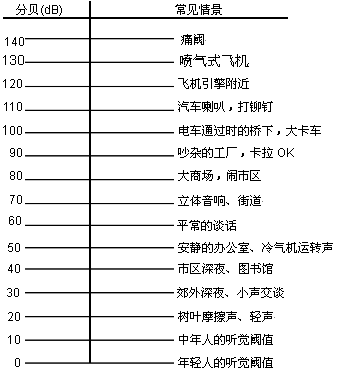 分贝(dB) 常见情景
140 痛阈
130 喷气式飞机
120 飞机引擎附近
110 汽车喇叭，打铆钉
100 电车通过时的桥下，大卡车
90 吵杂的工厂，卡拉OK
80 大商场，闹市区
70 立体音响、街道
60 平常的谈话
50 安静的办公室、冷气机运转声
40 市区深夜、图书馆
30 郊外深夜、小声交谈
20 树叶摩擦声、轻声
10 中年人的听觉阈值
0 年轻人的听觉阈值